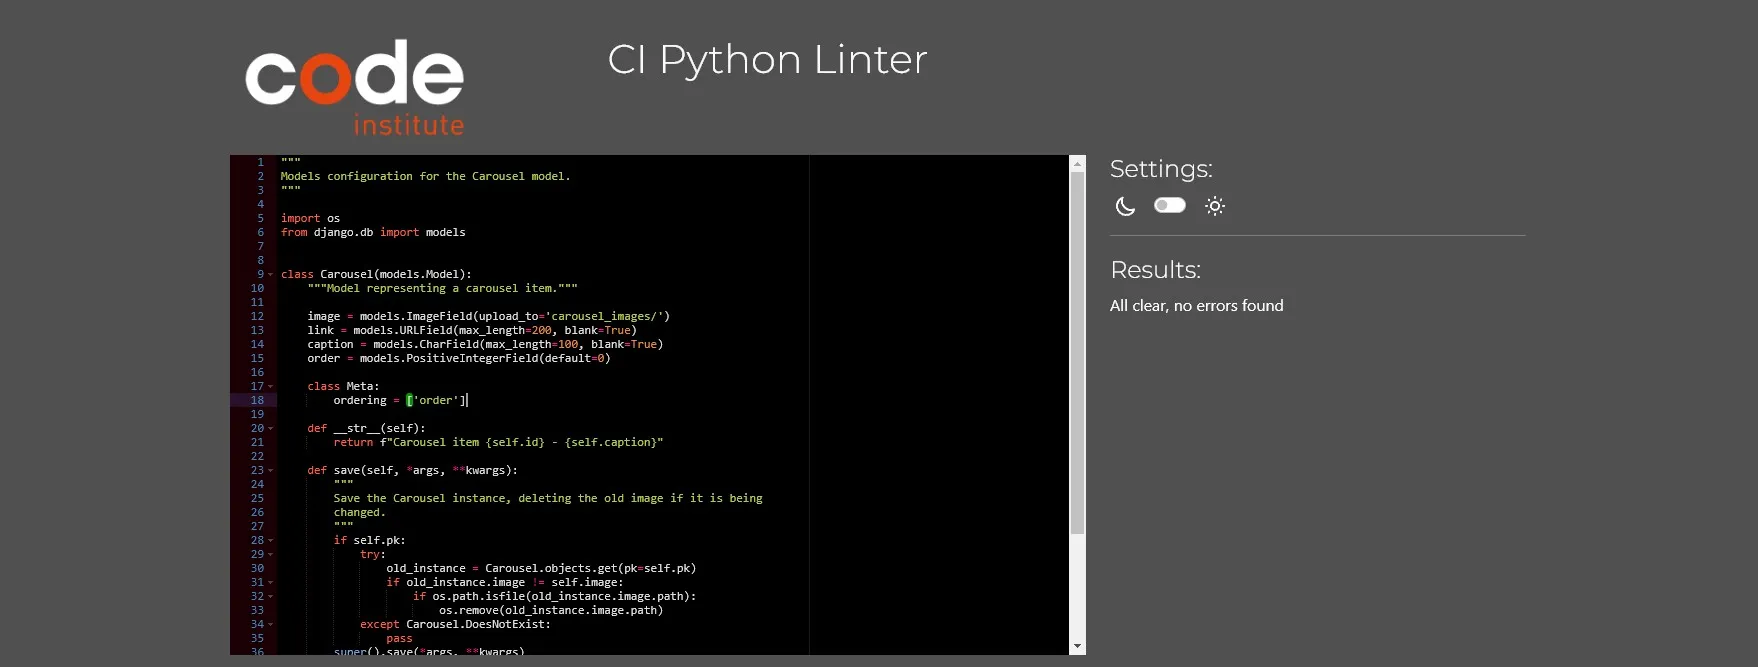 code
institute
CI Python Linter
1 """
2 Models configuration for the Carousel model.
3 """
4
5 import os
6 from django.db import models
7
8
9 class Carousel(models.Model):
10     """Model representing a carousel item."""
11
12     image = models.ImageField(upload_to='carousel_images/')
13     link = models.URLField(max_length=200, blank=True)
14     caption = models.CharField(max_length=100, blank=True)
15     order = models.PositiveIntegerField(default=0)
16
17     class Meta:
18         ordering = ['order']
19
20     def __str__(self):
21         return f"Carousel item {self.id} - {self.caption}"
22
23     def save(self, *args, **kwargs):
24         """
25         Save the Carousel instance, deleting the old image if it is being
26         changed.
27         """
28         if self.pk:
29             try:
30                 old_instance = Carousel.objects.get(pk=self.pk)
31                 if old_instance.image != self.image:
32                     if os.path.isfile(old_instance.image.path):
33                         os.remove(old_instance.image.path)
34             except Carousel.DoesNotExist:
35                 pass
36         super().save(*args, **kwargs)
Settings:
Results:
All clear, no errors found